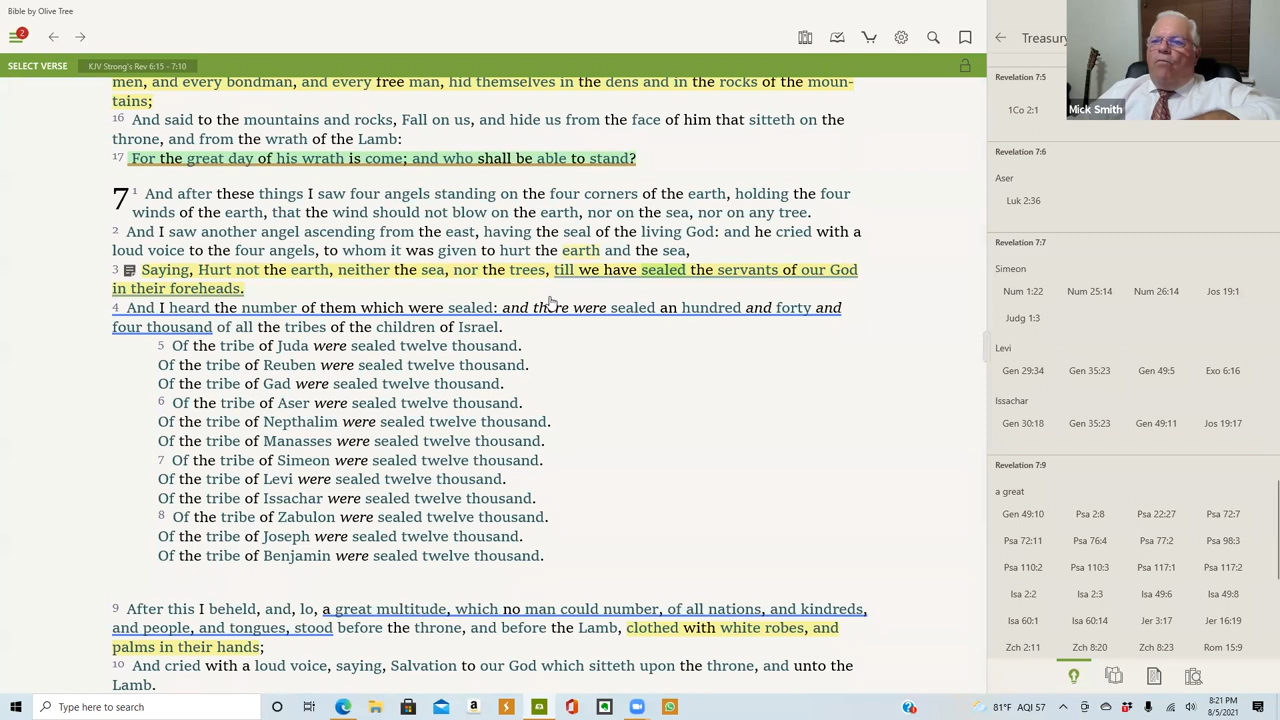 Bible by Olive Tree
2
SELECT VERSE
KJV Strong's Rev 6:15 - 7:10
men, and every bondman, and every free man, hid themselves in the dens and in the rocks of the moun-
tains;
16 And said to the mountains and rocks, Fall on us, and hide us from the face of him that sitteth on the
throne, and from the wrath of the Lamb:
17 For the great day of his wrath is come; and who shall be able to stand?
7 1 And after these things I saw four angels standing on the four corners of the earth, holding the four
winds of the earth, that the wind should not blow on the earth, nor on the sea, nor on any tree.
2 And I saw another angel ascending from the east, having the seal of the living God: and he cried with a
loud voice to the four angels, to whom it was given to hurt the earth and the sea,
3 Saying, Hurt not the earth, neither the sea, nor the trees, till we have sealed the servants of our God
in their foreheads.
4 And I heard the number of them which were sealed: and there were sealed an hundred and forty and
four thousand of all the tribes of the children of Israel.
5 Of the tribe of Juda were sealed twelve thousand.
Of the tribe of Reuben were sealed twelve thousand.
Of the tribe of Gad were sealed twelve thousand.
6 Of the tribe of Aser were sealed twelve thousand.
Of the tribe of Nepthalim were sealed twelve thousand.
Of the tribe of Manasses were sealed twelve thousand.
7 Of the tribe of Simeon were sealed twelve thousand.
Of the tribe of Levi were sealed twelve thousand.
Of the tribe of Issachar were sealed twelve thousand.
8 Of the tribe of Zabulon were sealed twelve thousand.
Of the tribe of Joseph were sealed twelve thousand.
Of the tribe of Benjamin were sealed twelve thousand.
9 After this I beheld, and, lo, a great multitude, which no man could number, of all nations, and kindreds,
and people, and tongues, stood before the throne, and before the Lamb, clothed with white robes, and
palms in their hands;
10 And cried with a loud voice, saying, Salvation to our God which sitteth upon the throne, and unto the
Lamb.
Treasury
Mick Smith
Revelation 7:5
1Co 2:1
Revelation 7:6
Aser
Luk 2:36
Revelation 7:7
Simeon
Num 1:22 Num 25:14 Num 26:14 Jos 19:1
Judg 1:3
Levi
Gen 29:34 Gen 35:23 Gen 49:5 Exo 6:16
Issachar
Gen 30:18 Gen 35:23 Gen 49:11 Jos 19:17
Revelation 7:9
a great
Gen 49:10 Psa 2:8 Psa 22:27 Psa 72:7
Psa 72:11 Psa 76:4 Psa 77:2 Psa 98:3
Psa 110:2 Psa 110:3 Psa 117:1 Psa 117:2
Isa 2:2 Isa 2:3 Isa 49:6 Isa 49:8
Isa 60:1 Isa 60:14 Jer 3:17 Jer 16:19
Zch 2:11 Zch 8:20 Zch 8:23 Rom 15:9
Type here to search
81°F AQI 57
8:21 PM
8/5/2021